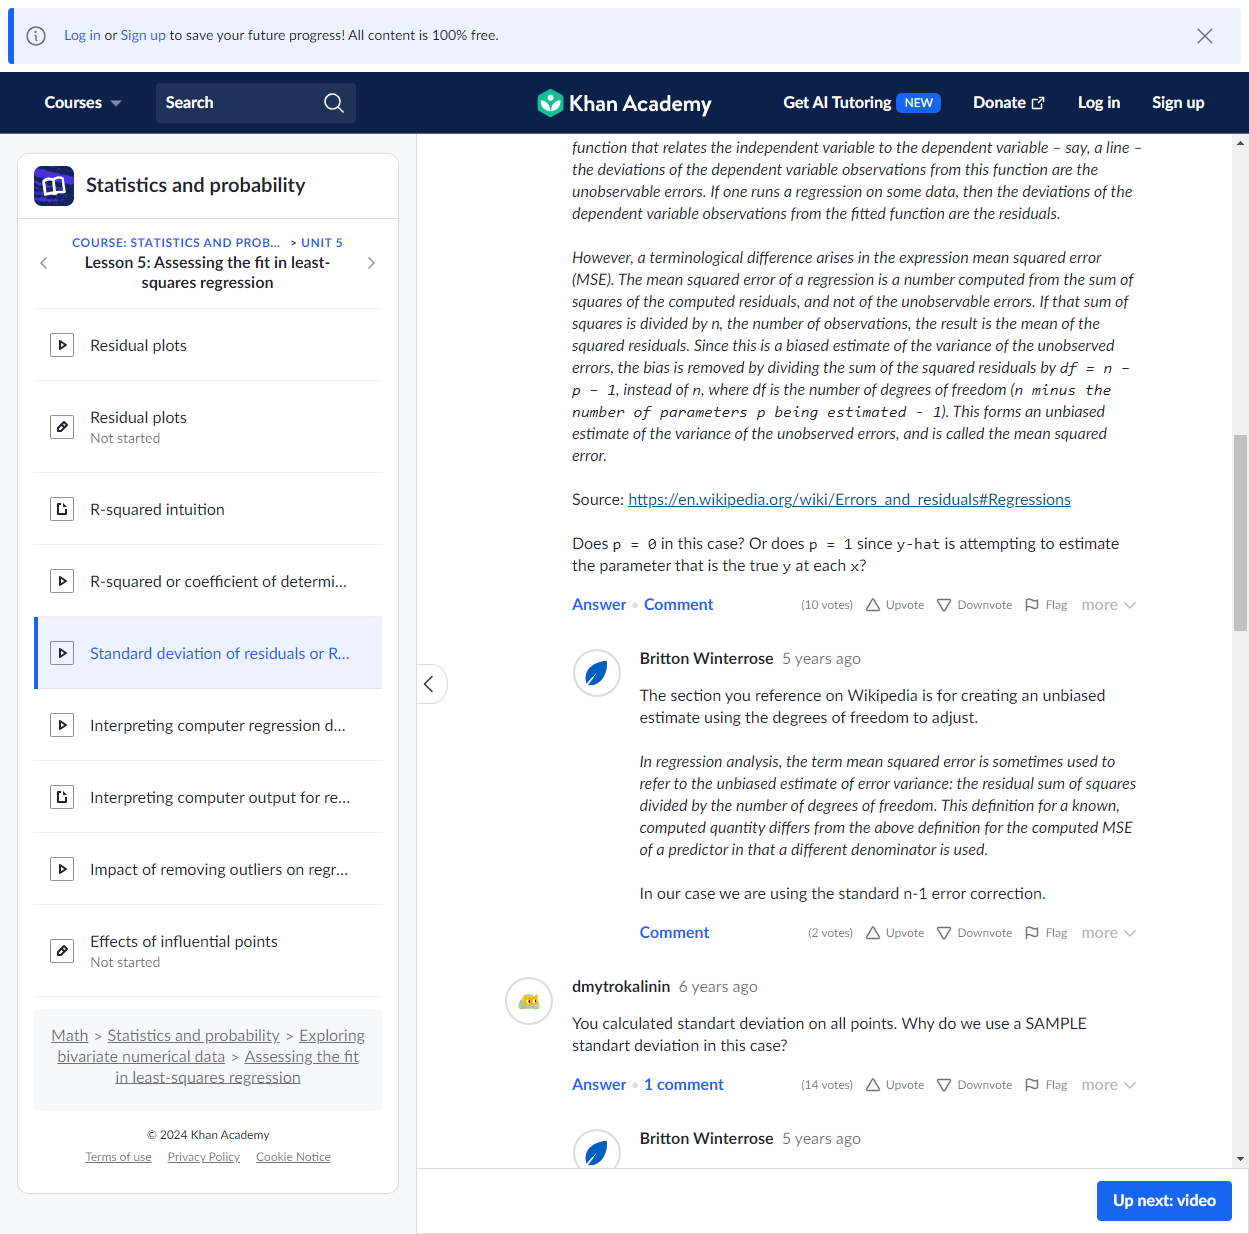 Log in or Sign up to save your future progress! All content is 100% free.
Courses
Search
Khan Academy
Get AI Tutoring NEW
Donate
Log in
Sign up
Statistics and probability
COURSE: STATISTICS AND PROB... > UNIT 5
Lesson 5: Assessing the fit in least-
squares regression
Residual plots
Residual plots
Not started
R-squared intuition
R-squared or coefficient of determi...
Standard deviation of residuals or R...
Interpreting computer regression d...
Interpreting computer output for re...
Impact of removing outliers on regr...
Effects of influential points
Not started
Math > Statistics and probability > Exploring
bivariate numerical data > Assessing the fit
in least-squares regression
© 2024 Khan Academy
Terms of use Privacy Policy Cookie Notice
function that relates the independent variable to the dependent variable – say, a line –
the deviations of the dependent variable observations from this function are the
unobservable errors. If one runs a regression on some data, then the deviations of the
dependent variable observations from the fitted function are the residuals.
However, a terminological difference arises in the expression mean squared error
(MSE). The mean squared error of a regression is a number computed from the sum of
squares of the computed residuals, and not of the unobservable errors. If that sum of
squares is divided by n, the number of observations, the result is the mean of the
squared residuals. Since this is a biased estimate of the variance of the unobserved
errors, the bias is removed by dividing the sum of the squared residuals by df = n −
p − 1, instead of n, where df is the number of degrees of freedom (n minus the
number of parameters p being estimated - 1). This forms an unbiased
estimate of the variance of the unobserved errors, and is called the mean squared
error.
Source: https://en.wikipedia.org/wiki/Errors_and_residuals#Regressions
Does p = 0 in this case? Or does p = 1 since y-hat is attempting to estimate
the parameter that is the true y at each x?
Answer • Comment (10 votes) Upvote Downvote Flag more
Britton Winterrose 5 years ago
The section you reference on Wikipedia is for creating an unbiased
estimate using the degrees of freedom to adjust.
In regression analysis, the term mean squared error is sometimes used to
refer to the unbiased estimate of error variance: the residual sum of squares
divided by the number of degrees of freedom. This definition for a known,
computed quantity differs from the above definition for the computed MSE
of a predictor in that a different denominator is used.
In our case we are using the standard n-1 error correction.
Comment (2 votes) Upvote Downvote Flag more
dmytrokalinin 6 years ago
You calculated standart deviation on all points. Why do we use a SAMPLE
standart deviation in this case?
Answer • 1 comment (14 votes) Upvote Downvote Flag more
Britton Winterrose 5 years ago
Up next: video